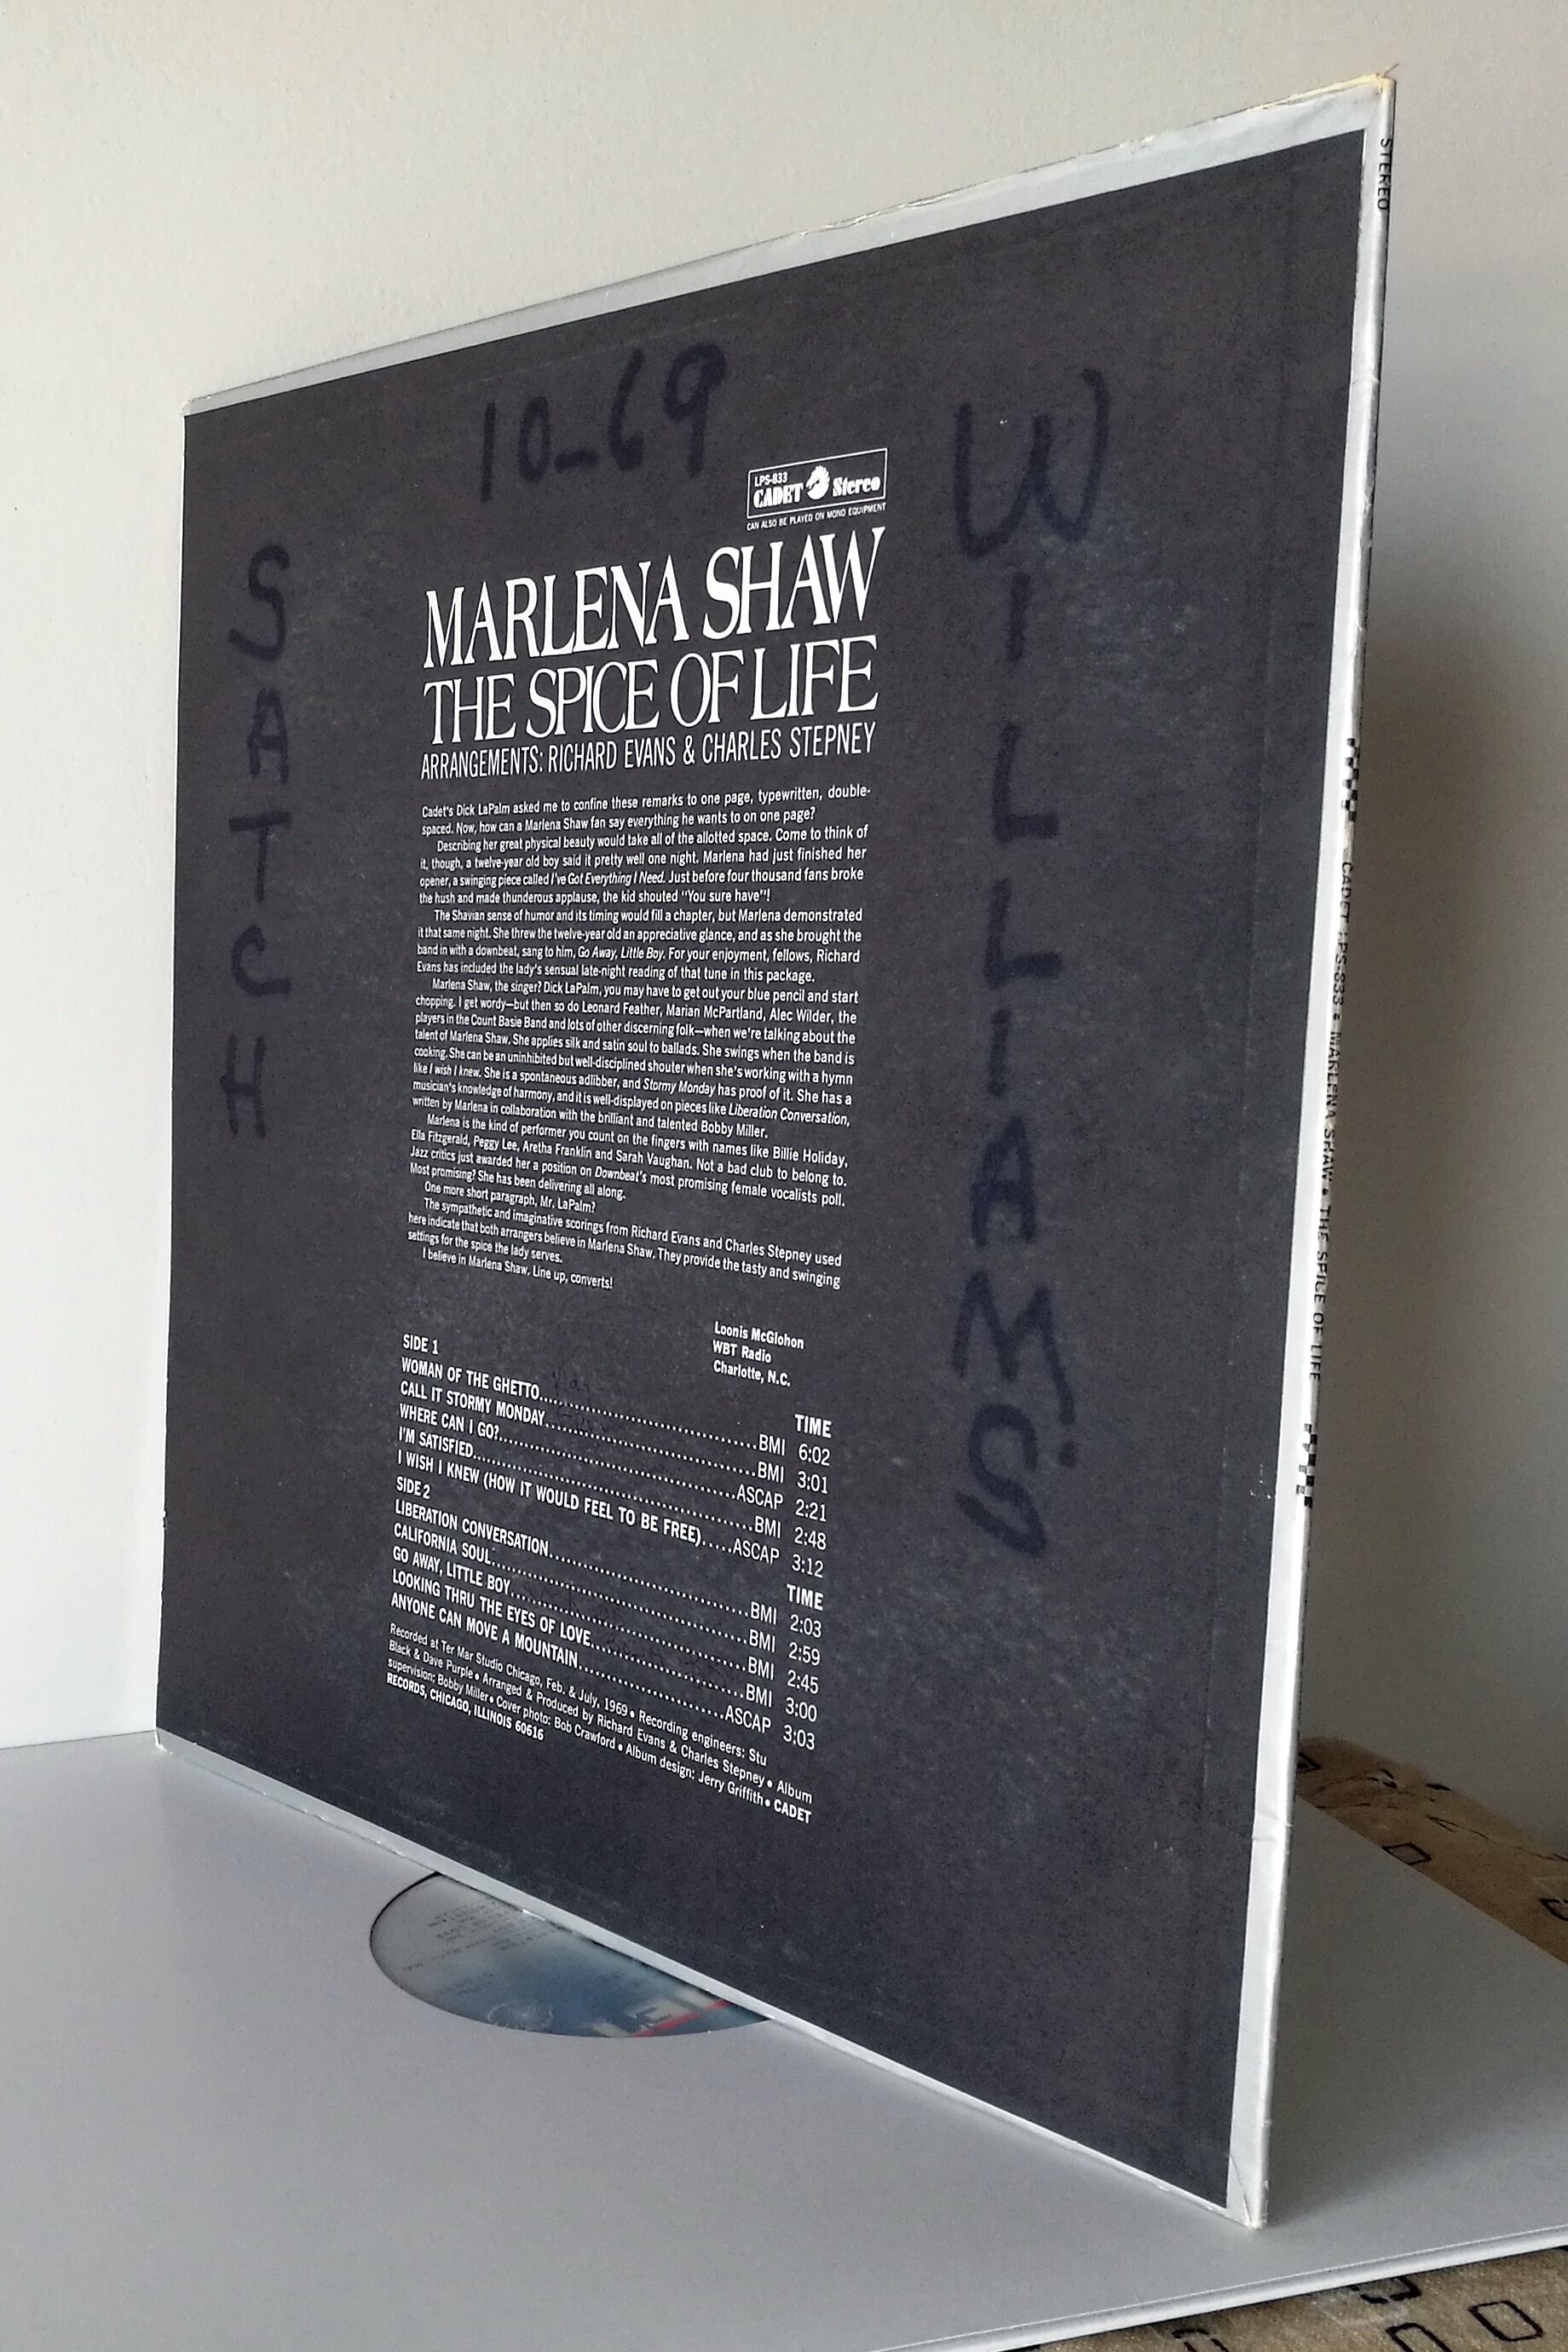 10-69
SATCH
WILLIAMS
LPS-833
CADET Stereo
CAN ALSO BE PLAYED ON MONO EQUIPMENT
MARLENA SHAW
THE SPICE OF LIFE
ARRANGEMENTS: RICHARD EVANS & CHARLES STEPNEY
Cadet's Dick LaPalm asked me to confine these remarks to one page, typewritten, double-
spaced. Now, how can a Marlena Shaw fan say everything he wants to on one page?
Describing her great physical beauty would take all of the allotted space. Come to think of
it, though, a twelve-year old boy said it pretty well one night. Marlena had just finished her
opener, a swinging piece called I've Got Everything I Need. Just before four thousand fans broke
the hush and made thunderous applause, the kid shouted "You sure have"!
The Shavian sense of humor and its timing would fill a chapter, but Marlena demonstrated
it that same night. She threw the twelve-year old an appreciative glance, and as she brought the
band in with a downbeat, sang to him, Go Away, Little Boy. For your enjoyment, fellows, Richard
Evans has included the lady's sensual late-night reading of that tune in this package.
Marlena Shaw, the singer? Dick LaPalm, you may have to get out your blue pencil and start
chopping. I get wordy—but then so do Leonard Feather, Marian McPartland, Alec Wilder, the
players in the Count Basie Band and lots of other discerning folk—when we're talking about the
talent of Marlena Shaw. She applies silk and satin soul to ballads. She swings when the band is
cooking. She can be an uninhibited but well-disciplined shouter when she's working with a hymn
like I wish I knew. She is a spontaneous adlibber, and Stormy Monday has proof of it. She has a
musician's knowledge of harmony, and it is well-displayed on pieces like Liberation Conversation,
written by Marlena in collaboration with the brilliant and talented Bobby Miller.
Marlena is the kind of performer you count on the fingers with names like Billie Holiday,
Ella Fitzgerald, Peggy Lee, Aretha Franklin and Sarah Vaughan. Not a bad club to belong to.
Jazz critics just awarded her a position on Downbeat's most promising female vocalists poll.
Most promising? She has been delivering all along.
One more short paragraph, Mr. LaPalm?
The sympathetic and imaginative scorings from Richard Evans and Charles Stepney used
here indicate that both arrangers believe in Marlena Shaw. They provide the tasty and swinging
settings for the spice the lady serves.
I believe in Marlena Shaw. Line up, converts!
Loonis McGlohon
WBT Radio
Charlotte, N.C.
SIDE 1 TIME
WOMAN OF THE GHETTO BMI 6:02
CALL IT STORMY MONDAY BMI 3:01
WHERE CAN I GO? ASCAP 2:21
I'M SATISFIED BMI 2:48
I WISH I KNEW (HOW IT WOULD FEEL TO BE FREE) ASCAP 3:12
SIDE 2 TIME
LIBERATION CONVERSATION BMI 2:03
CALIFORNIA SOUL BMI 2:59
GO AWAY, LITTLE BOY BMI 2:45
LOOKING THRU THE EYES OF LOVE BMI 3:00
ANYONE CAN MOVE A MOUNTAIN ASCAP 3:03
Recorded at Ter Mar Studio Chicago, Feb. & July, 1969 • Recording engineers: Stu
Black & Dave Purple • Arranged & Produced by Richard Evans & Charles Stepney • Album
supervision: Bobby Miller • Cover photo: Bob Crawford • Album design: Jerry Griffith • CADET
RECORDS, CHICAGO, ILLINOIS 60616
STEREO
CADET LPS-833 • MARLENA SHAW • THE SPICE OF LIFE